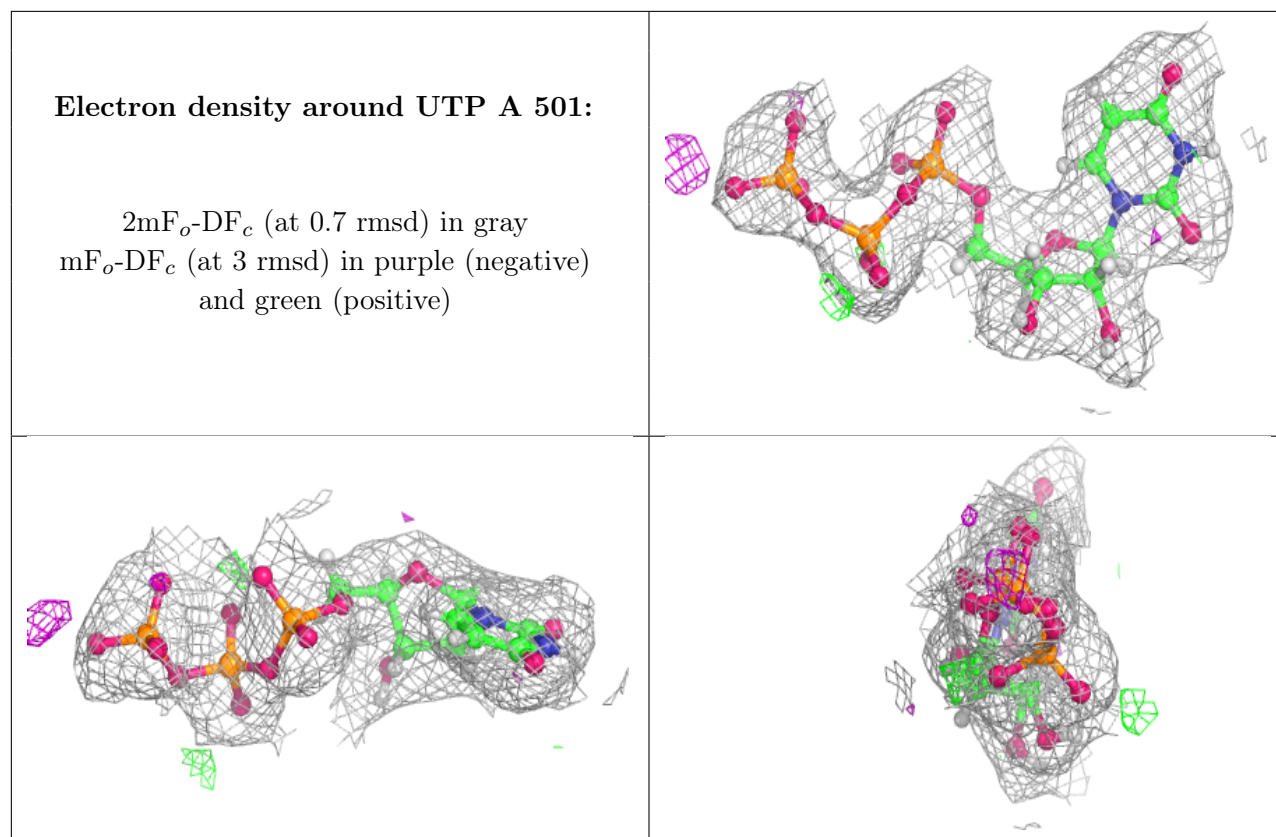 Electron density around UTP A 501:
2mFo-DFc (at 0.7 rmsd) in gray
mFo-DFc (at 3 rmsd) in purple (negative)
and green (positive)